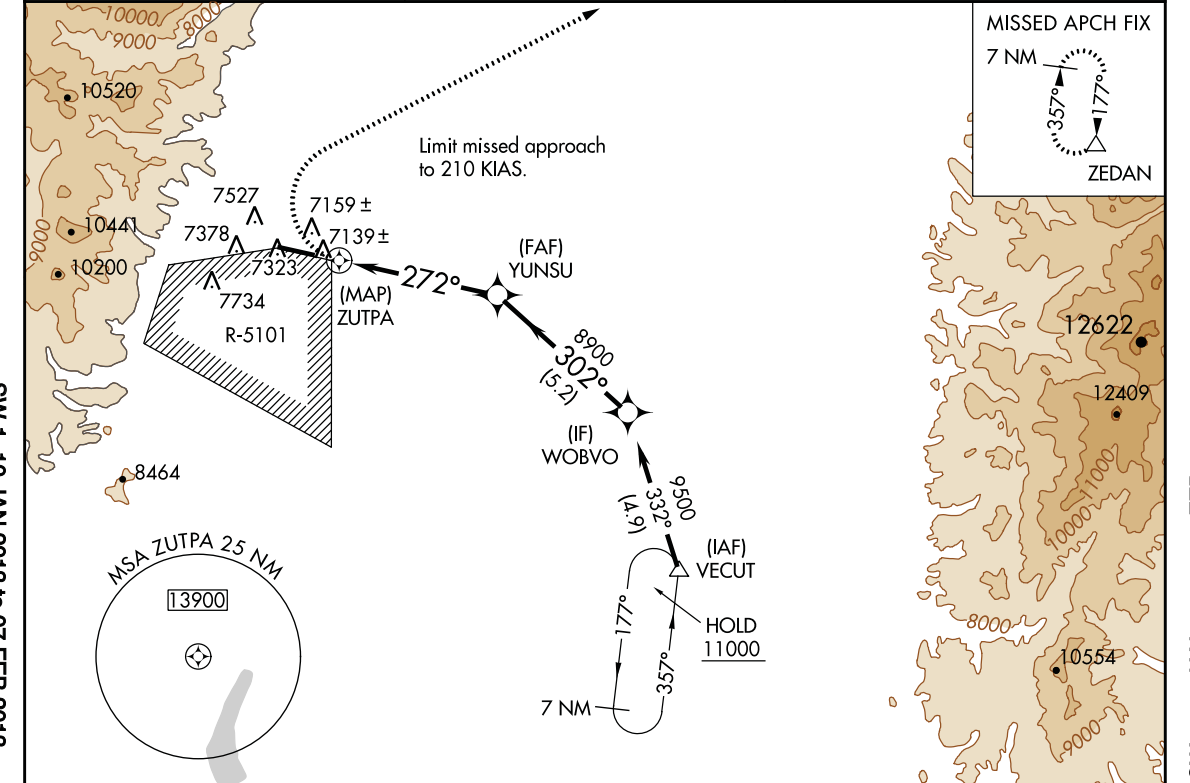 10000
8000
9000
MISSED APCH FIX
7 NM
357°
177°
ZEDAN
10520
Limit missed approach
to 210 KIAS.
7527
7159 ±
10441
7378
7139 ±
9000
10200
7323
7734
R-5101
(MAP)
ZUTPA
272°
(FAF)
YUNSU
8900
302°
(5.2)
12622
12409
(IF)
WOBVO
8464
9500
332°
(4.9)
11000
10000
MSA ZUTPA 25 NM
13900
(IAF)
VECUT
177°
357°
HOLD
11000
7 NM
8000
10554
9000